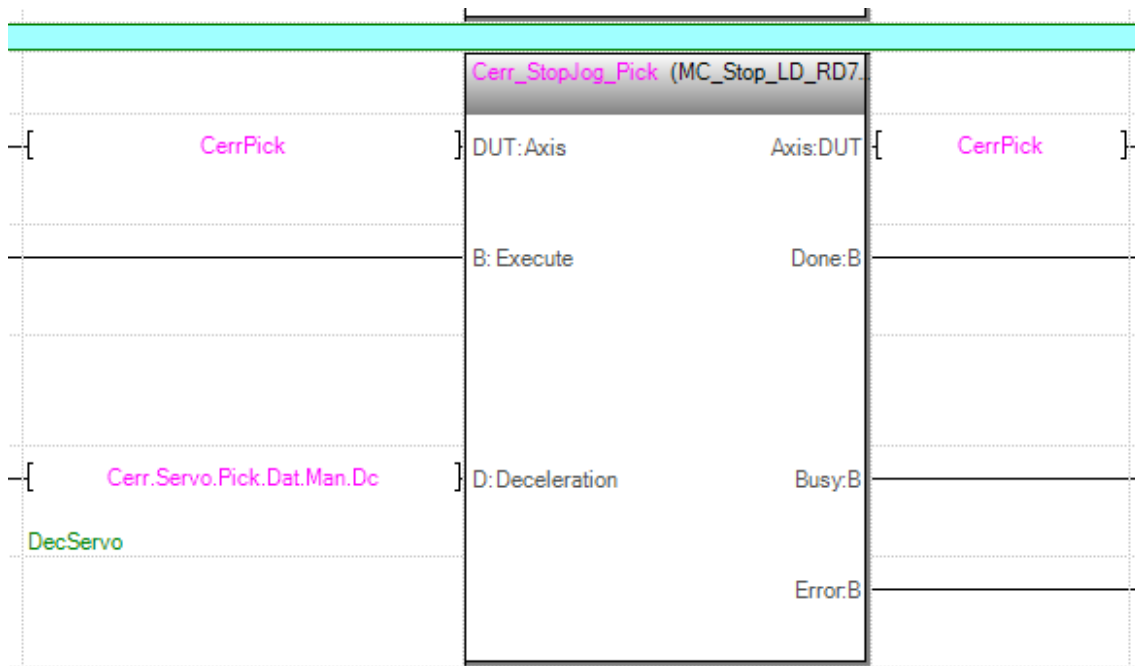 Cerr_StopJog_Pick (MC_Stop_LD_RD7..
CerrPick DUT:Axis Axis:DUT CerrPick
B: Execute Done:B
Cerr.Servo.Pick.Dat.Man.Dc D:Deceleration Busy:B
DecServo
Error:B